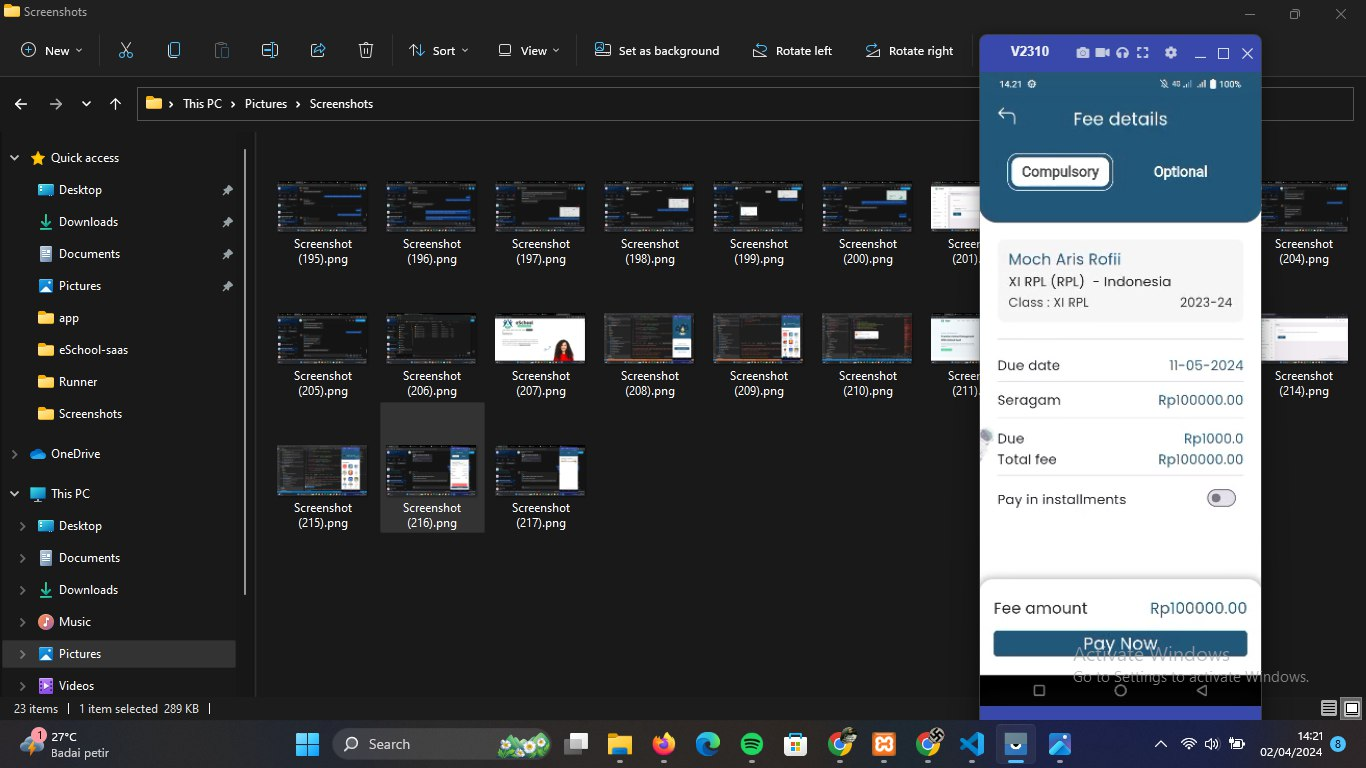 Screenshots
New
Sort
View
Set as background
Rotate left
Rotate right
This PC
Pictures
Screenshots
Quick access
Desktop
Downloads
Documents
Pictures
app
eSchool-saas
Runner
Screenshots
OneDrive
This PC
Desktop
Documents
Downloads
Music
Pictures
Videos
Screenshot
(195).png
Screenshot
(196).png
Screenshot
(197).png
Screenshot
(198).png
Screenshot
(199).png
Screenshot
(200).png
Screen
(201).
Screenshot
(204).png
Screenshot
(205).png
Screenshot
(206).png
Screenshot
(207).png
Screenshot
(208).png
Screenshot
(209).png
Screenshot
(210).png
Screen
(211).
Screenshot
(214).png
Screenshot
(215).png
Screenshot
(216).png
Screenshot
(217).png
23 items
1 item selected 289 KB
V2310
14.21
4G
100%
Fee details
Compulsory
Optional
Moch Aris Rofii
XI RPL (RPL) - Indonesia
Class : XI RPL
2023-24
Due date
11-05-2024
Seragam
Rp100000.00
Due
Rp1000.0
Total fee
Rp100000.00
Pay in installments
Fee amount
Rp100000.00
Pay Now
Activate Windows
Go to Settings to activate Windows.
1
27°C
Badai petir
Search
14:21
02/04/2024
8